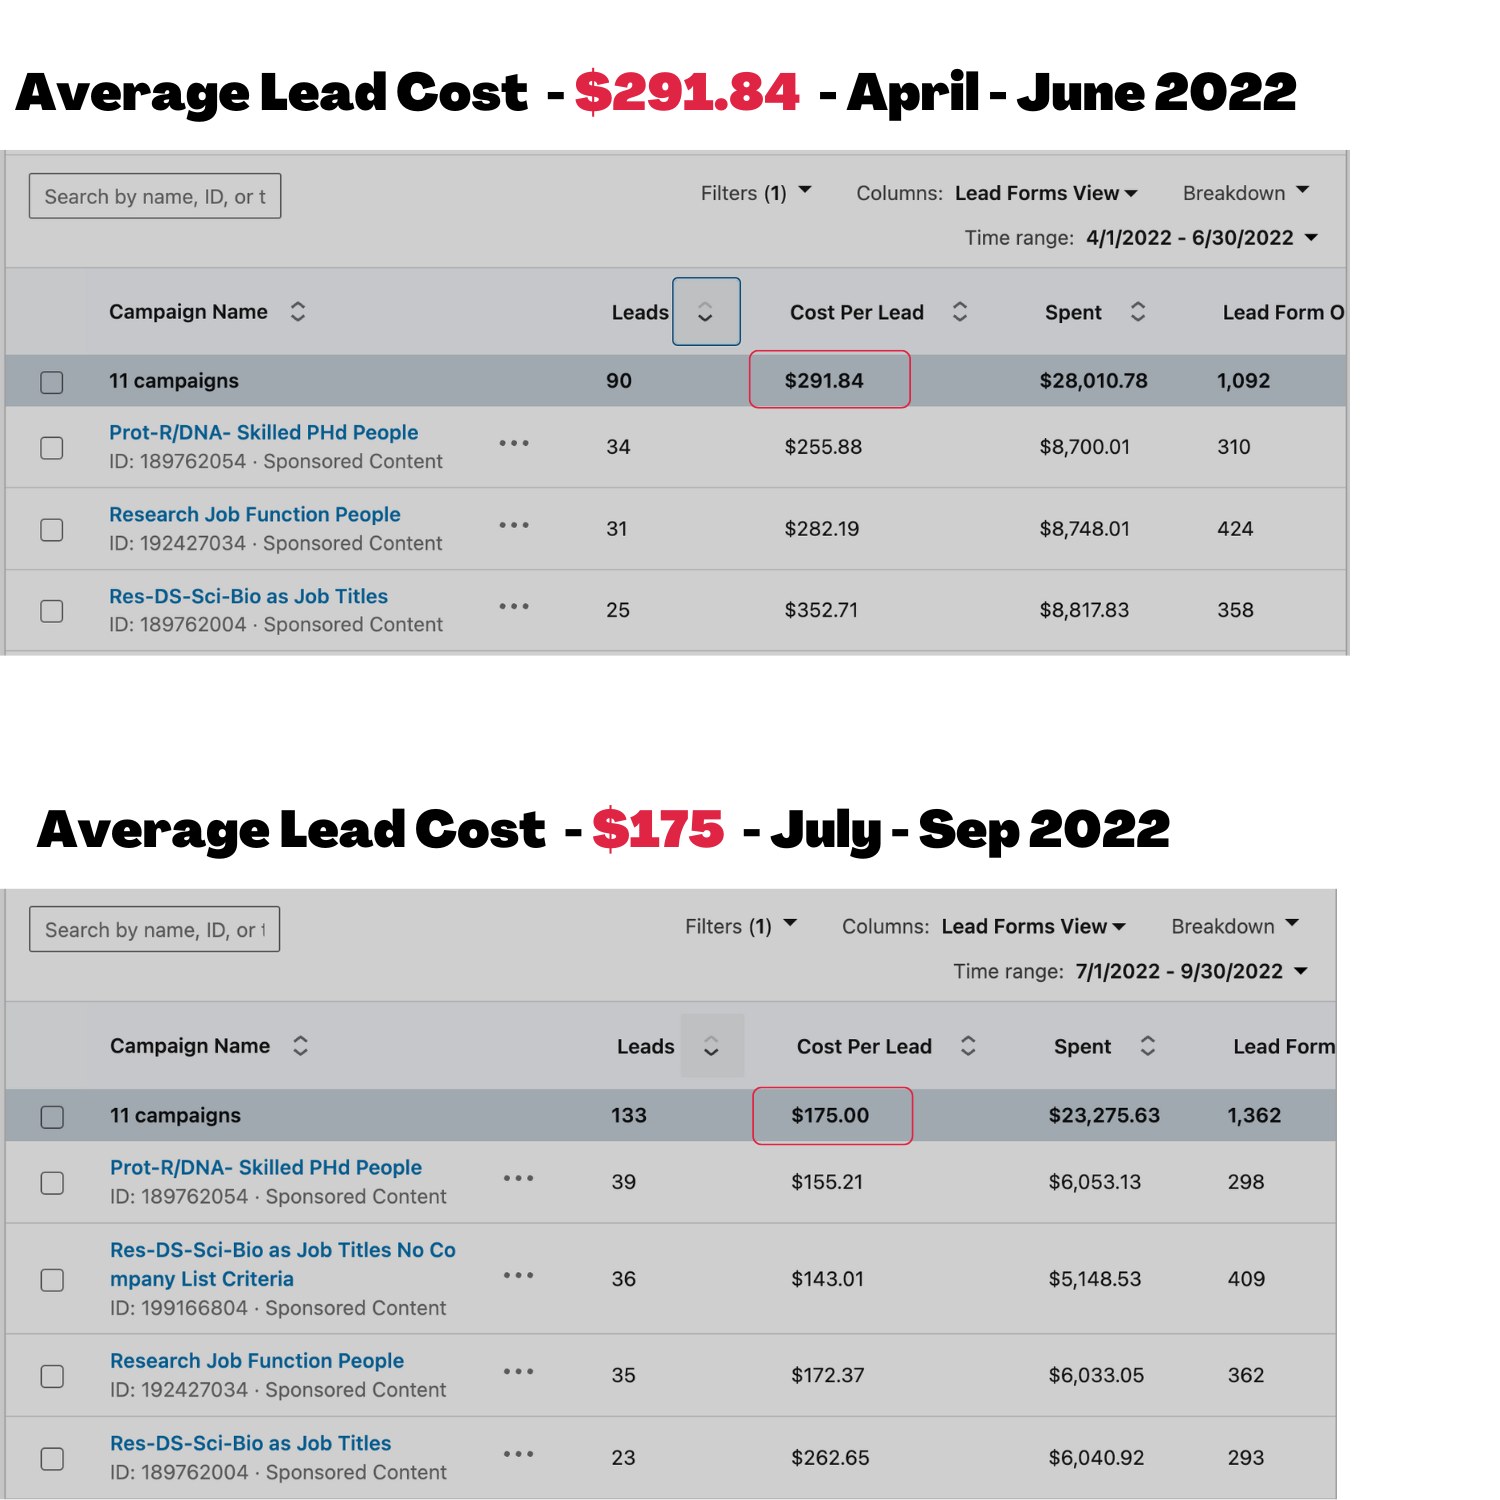 Average Lead Cost - $291.84 - April - June 2022
Search by name, ID, or t
Filters (1) Columns: Lead Forms View Breakdown
Time range: 4/1/2022 - 6/30/2022
Campaign Name Leads Cost Per Lead Spent Lead Form O
11 campaigns 90 $291.84 $28,010.78 1,092
Prot-R/DNA- Skilled PHd People
ID: 189762054 · Sponsored Content
••• 34 $255.88 $8,700.01 310
Research Job Function People
ID: 192427034 · Sponsored Content
••• 31 $282.19 $8,748.01 424
Res-DS-Sci-Bio as Job Titles
ID: 189762004 · Sponsored Content
••• 25 $352.71 $8,817.83 358
Average Lead Cost - $175 - July - Sep 2022
Search by name, ID, or t
Filters (1) Columns: Lead Forms View Breakdown
Time range: 7/1/2022 - 9/30/2022
Campaign Name Leads Cost Per Lead Spent Lead Form
11 campaigns 133 $175.00 $23,275.63 1,362
Prot-R/DNA- Skilled PHd People
ID: 189762054 · Sponsored Content
••• 39 $155.21 $6,053.13 298
Res-DS-Sci-Bio as Job Titles No Co
mpany List Criteria
ID: 199166804 · Sponsored Content
••• 36 $143.01 $5,148.53 409
Research Job Function People
ID: 192427034 · Sponsored Content
••• 35 $172.37 $6,033.05 362
Res-DS-Sci-Bio as Job Titles
ID: 189762004 · Sponsored Content
••• 23 $262.65 $6,040.92 293